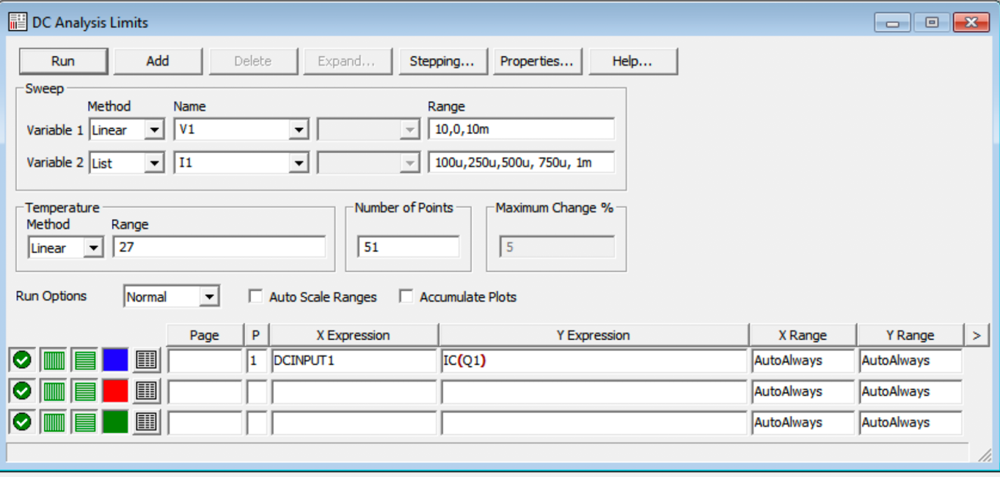 DC Analysis Limits
Run Add Delete Expand... Stepping... Properties... Help...
Sweep
Method Name Range
Variable 1 Linear V1 10,0,10m
Variable 2 List I1 100u,250u,500u, 750u, 1m
Temperature Number of Points Maximum Change %
Method Range
Linear 27 51 5
Run Options Normal Auto Scale Ranges Accumulate Plots
Page P X Expression Y Expression X Range Y Range >
1 DCINPUT1 IC(Q1) AutoAlways AutoAlways
AutoAlways AutoAlways
AutoAlways AutoAlways